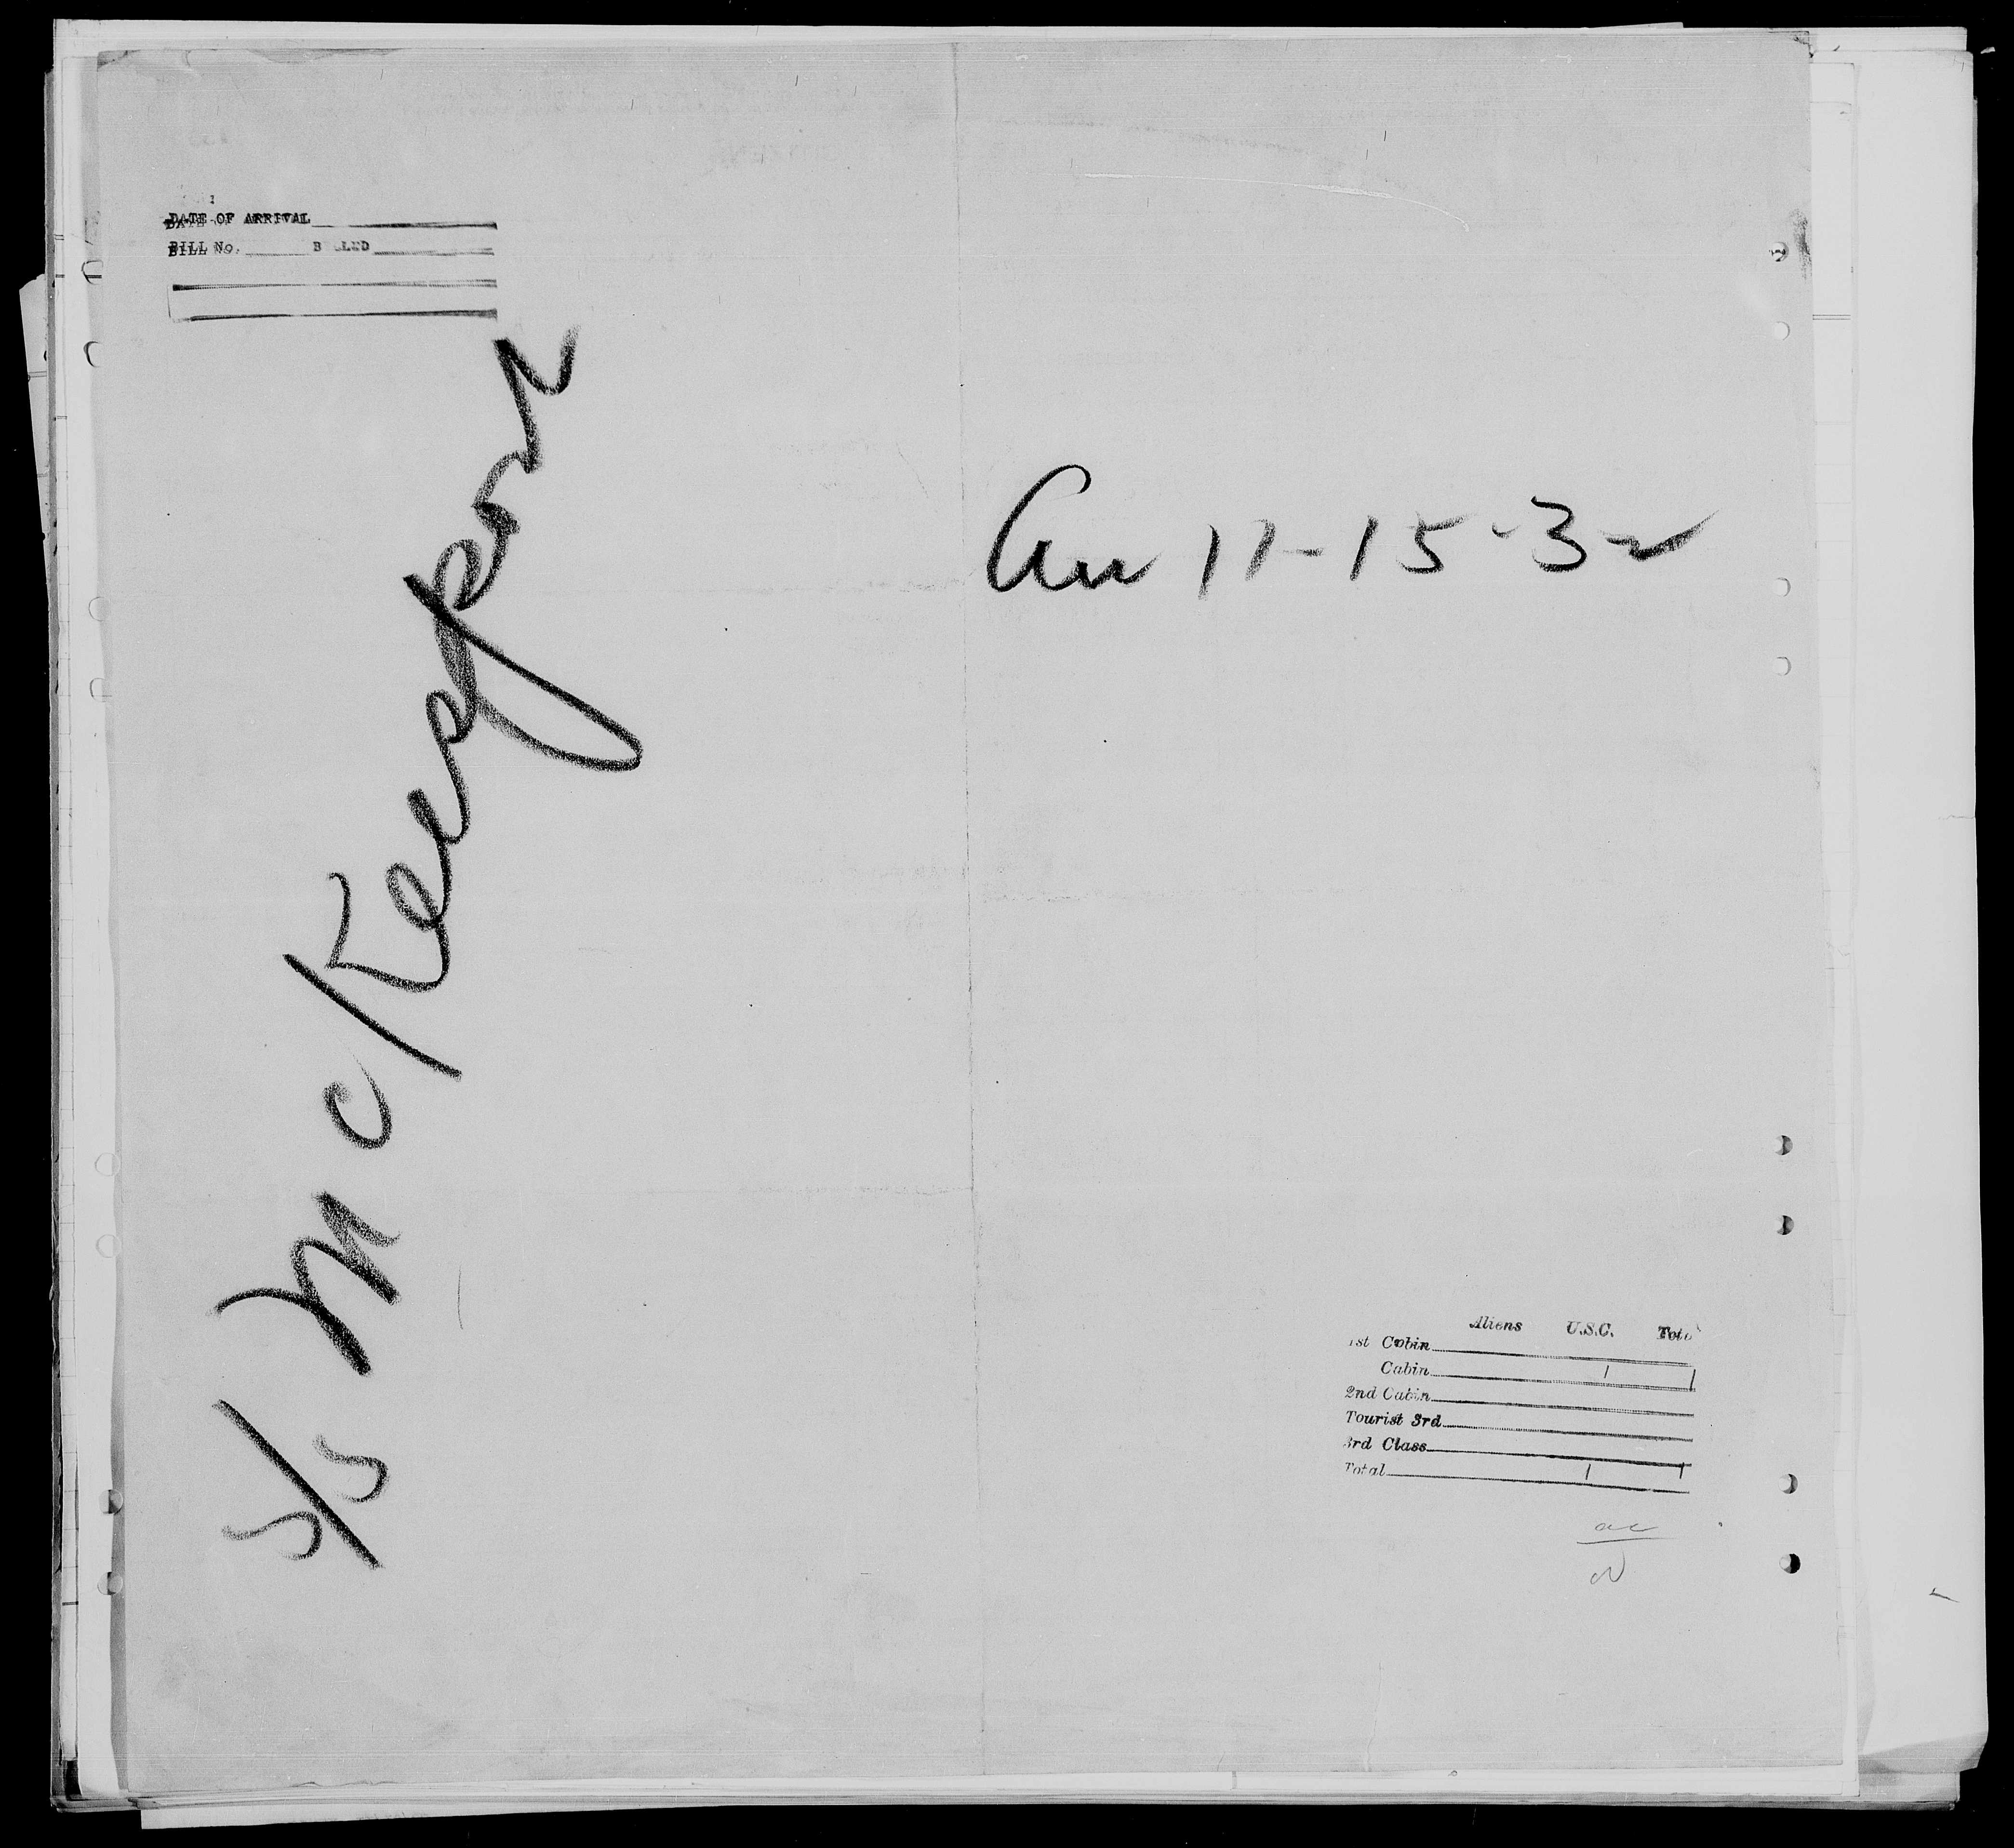 DATE OF ARRIVAL
BILL No. BILLED
S/S McKeesport
Arr 11-15-32
Aliens U.S.C. Total
1st Cabin
Cabin 1 1
2nd Cabin
Tourist 3rd
3rd Class
Total 1 1